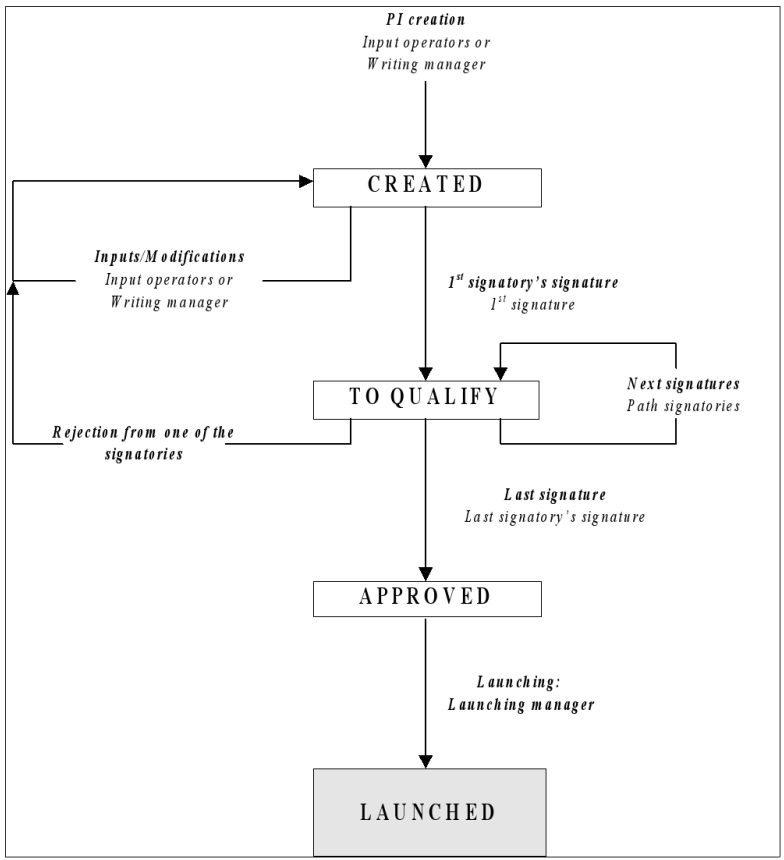 PI creation
Input operators or
Writing manager
CREATED
Inputs/Modifications
Input operators or
Writing manager
1st signatory's signature
1st signature
TO QUALIFY
Next signatures
Path signatories
Rejection from one of the
signatories
Last signature
Last signatory's signature
APPROVED
Launching:
Launching manager
LAUNCHED